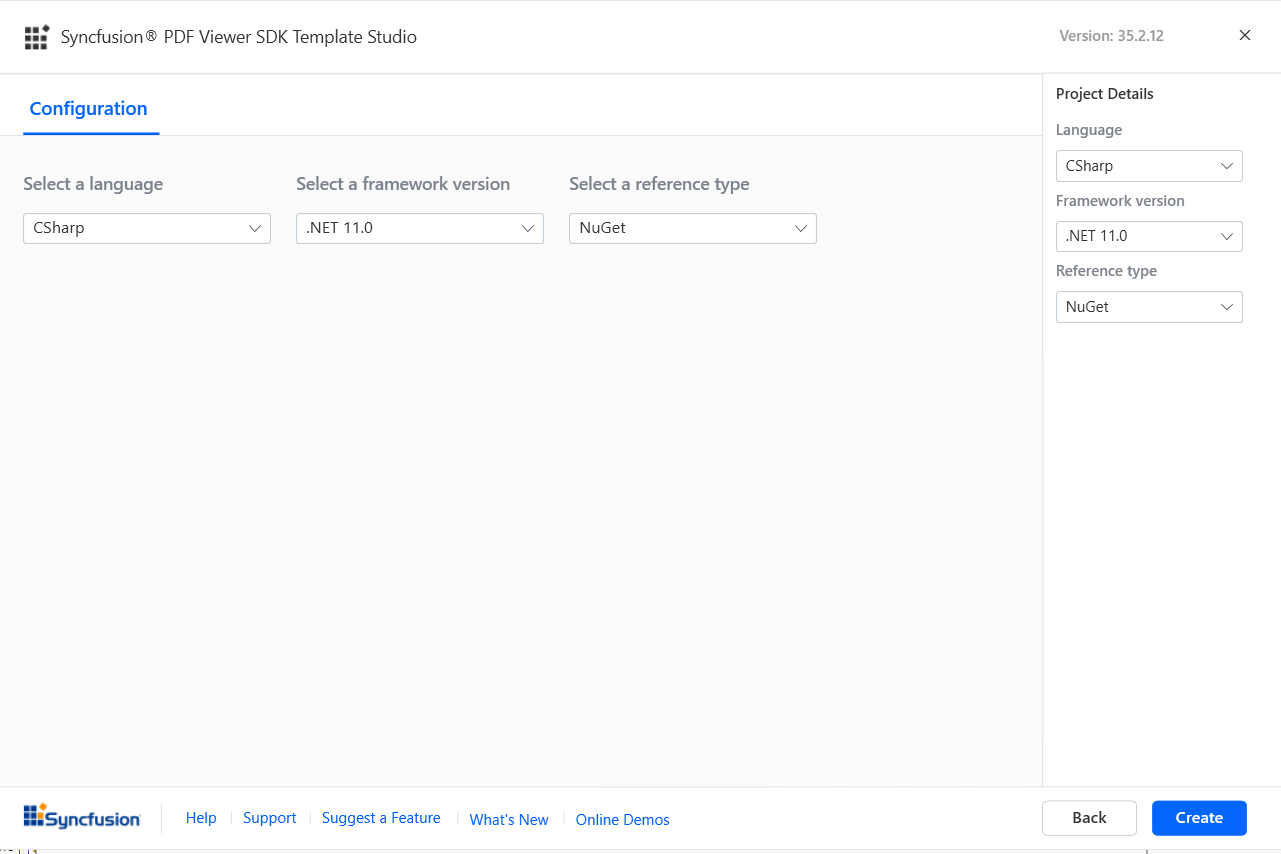 Syncfusion® PDF Viewer SDK Template Studio
Version: 35.2.12
Configuration
Select a language
Select a framework version
Select a reference type
CSharp
.NET 11.0
NuGet
Project Details
Language
CSharp
Framework version
.NET 11.0
Reference type
NuGet
Syncfusion
Help
Support
Suggest a Feature
What's New
Online Demos
Back
Create